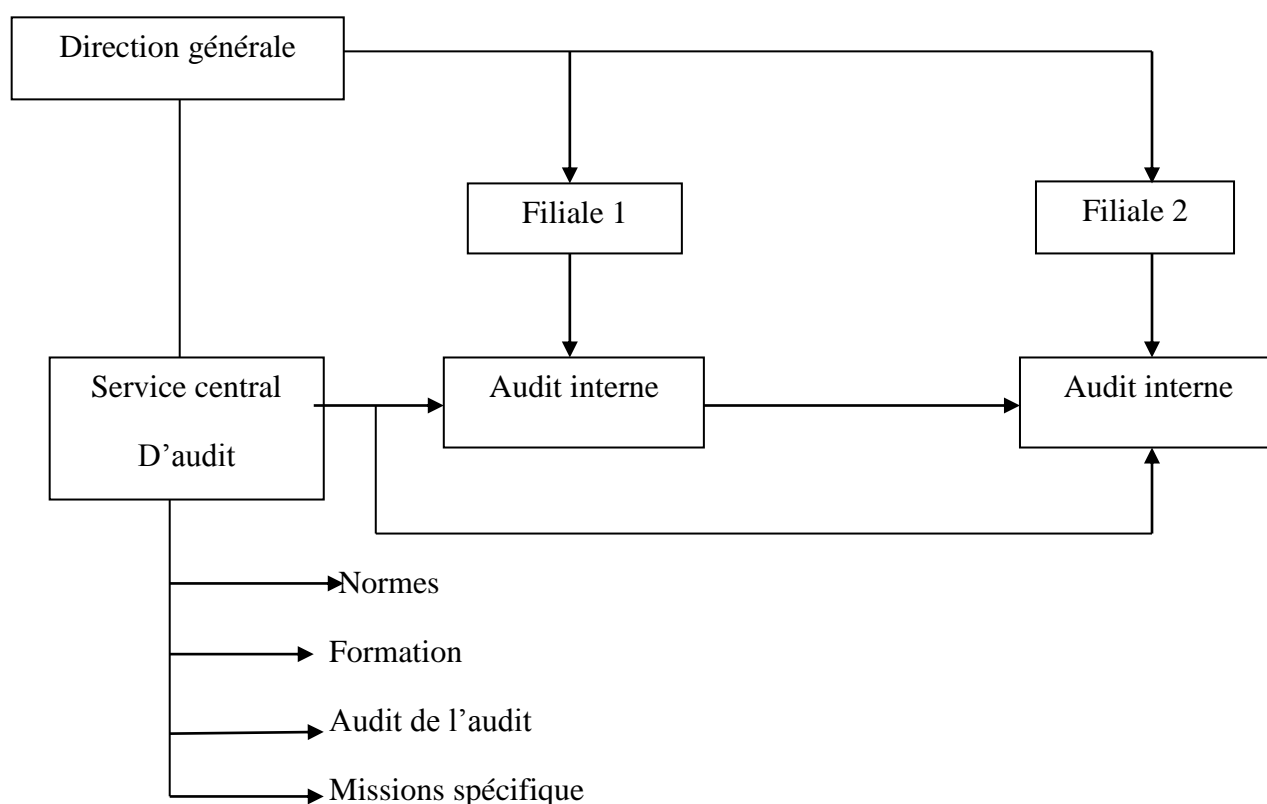 Direction générale
Filiale 1
Filiale 2
Service central
D’audit
Audit interne
Audit interne
Normes
Formation
Audit de l’audit
Missions spécifique